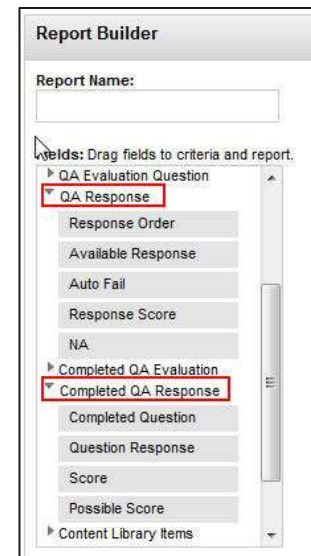 Report Builder
Report Name:
elds: Drag fields to criteria and report.
QA Evaluation Question
QA Response
Response Order
Available Response
Auto Fail
Response Score
NA
Completed QA Evaluation
Completed QA Response
Completed Question
Question Response
Score
Possible Score
Content Library Items